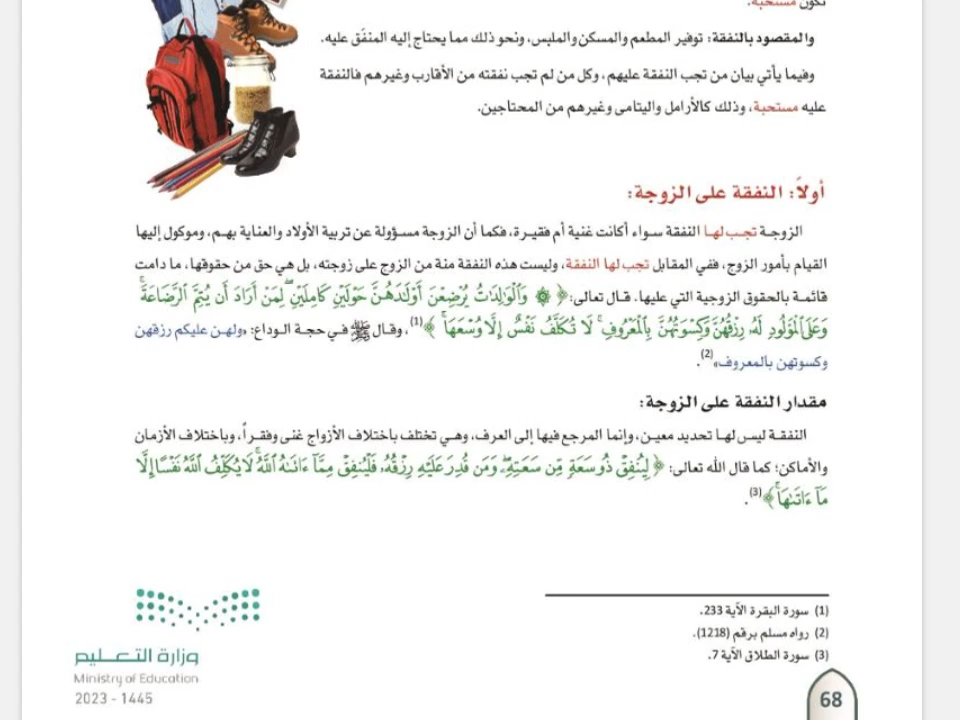 تكون مستحبة.
والمقصود بالنفقة: توفير المطعم والمسكن والملبس، ونحو ذلك مما يحتاج إليه المنفَق عليه.
وفيما يأتي بيان من تجب النفقة عليهم، وكل من لم تجب نفقته من الأقارب وغيرهم فالنفقة
عليه مستحبة، وذلك كالأرامل واليتامى وغيرهم من المحتاجين.
أولاً: النفقة على الزوجة:
الزوجة تجب لها النفقة سواء أكانت غنية أم فقيرة، فكما أن الزوجة مسؤولة عن تربية الأولاد والعناية بهم، وموكول إليها
القيام بأمور الزوج، ففي المقابل تجب لها النفقة، وليست هذه النفقة منة من الزوج على زوجته، بل هي حق من حقوقها، ما دامت
قائمة بالحقوق الزوجية التي عليها. قال تعالى: ﴿ ۞ وَٱلْوَٰلِدَٰتُ يُرْضِعْنَ أَوْلَٰدَهُنَّ حَوْلَيْنِ كَامِلَيْنِ ۖ لِمَنْ أَرَادَ أَن يُتِمَّ ٱلرَّضَاعَةَ ۚ
وَعَلَى ٱلْمَوْلُودِ لَهُۥ رِزْقُهُنَّ وَكِسْوَتُهُنَّ بِٱلْمَعْرُوفِ ۚ لَا تُكَلَّفُ نَفْسٌ إِلَّا وُسْعَهَا ۚ ﴾(1)، وقال ﷺ في حجة الوداع: «ولهن عليكم رزقهن
وكسوتهن بالمعروف»(2).
مقدار النفقة على الزوجة:
النفقة ليس لها تحديد معين، وإنما المرجع فيها إلى العرف، وهي تختلف باختلاف الأزواج غنى وفقراً، وباختلاف الأزمان
والأماكن؛ كما قال الله تعالى: ﴿ لِيُنفِقْ ذُو سَعَةٍ مِّن سَعَتِهِۦ ۖ وَمَن قُدِرَ عَلَيْهِ رِزْقُهُۥ فَلْيُنفِقْ مِمَّآ ءَاتَىٰهُ ٱللَّهُ ۚ لَا يُكَلِّفُ ٱللَّهُ نَفْسًا إِلَّا
مَآ ءَاتَىٰهَا ۚ ﴾(3).
(1) سورة البقرة الآية 233.
(2) رواه مسلم برقم (1218).
(3) سورة الطلاق الآية 7.
وزارة التعليم
Ministry of Education
2023 - 1445
68